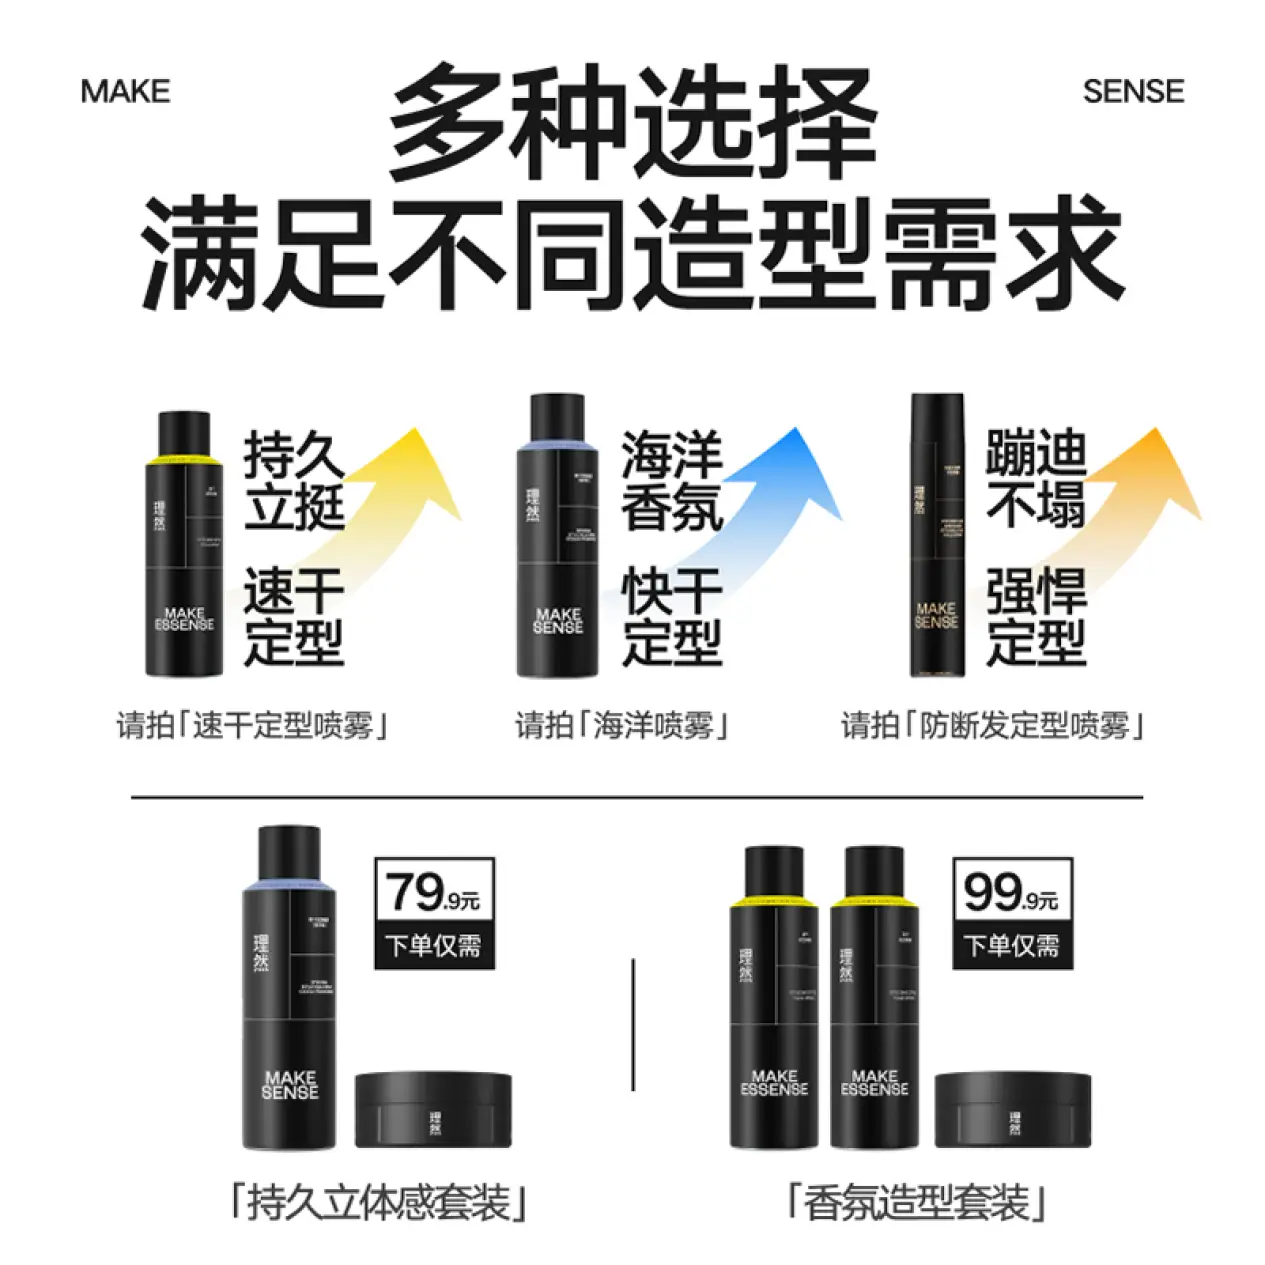 MAKE
SENSE
多种选择
满足不同造型需求
持久
立挺
速干
定型
理然
MAKE
ESSENSE
请拍「速干定型喷雾」
海洋
香氛
快干
定型
理然
MAKE
SENSE
请拍「海洋喷雾」
蹦迪
不塌
强悍
定型
理然
MAKE
SENSE
请拍「防断发定型喷雾」
79.9元
下单仅需
理然
MAKE
SENSE
理然
「持久立体感套装」
99.9元
下单仅需
理然
MAKE
ESSENSE
理然
MAKE
ESSENSE
理然
「香氛造型套装」